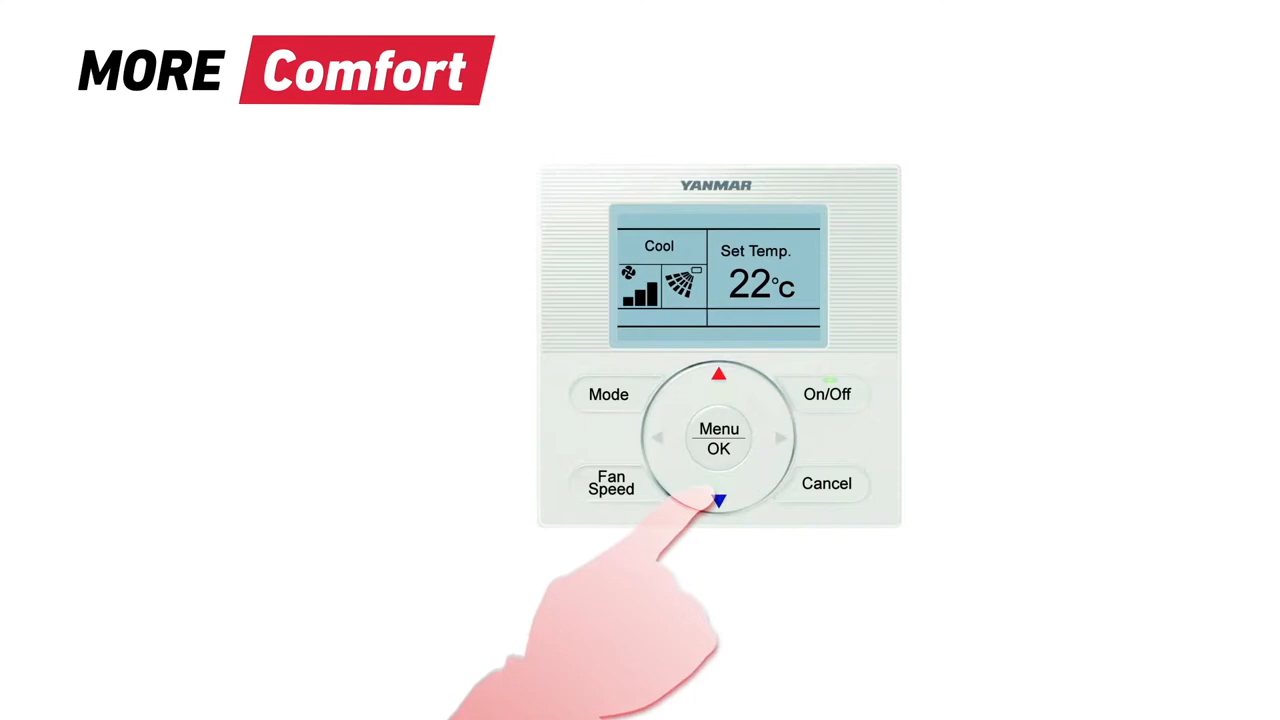 MORE Comfort
YANMAR
Cool
Set Temp.
22°C
Mode
On/Off
Menu
OK
Fan
Speed
Cancel